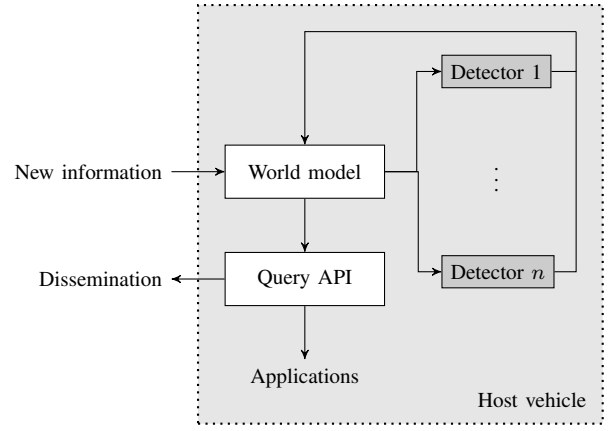 Detector 1
New information
World model
⋮
Dissemination
Query API
Detector n
Applications
Host vehicle